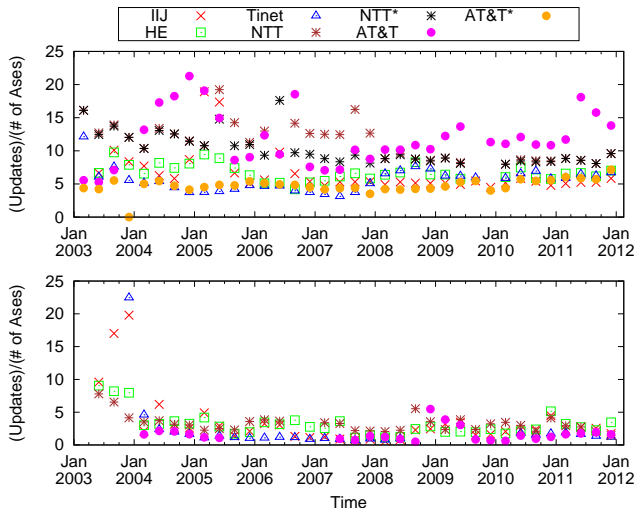 IIJ Tinet NTT* AT&T*
HE NTT AT&T
(Updates)/(# of Ases)
25
20
15
10
5
0
Jan 2003 Jan 2004 Jan 2005 Jan 2006 Jan 2007 Jan 2008 Jan 2009 Jan 2010 Jan 2011 Jan 2012
(Updates)/(# of Ases)
25
20
15
10
5
0
Jan 2003 Jan 2004 Jan 2005 Jan 2006 Jan 2007 Jan 2008 Jan 2009 Jan 2010 Jan 2011 Jan 2012
Time